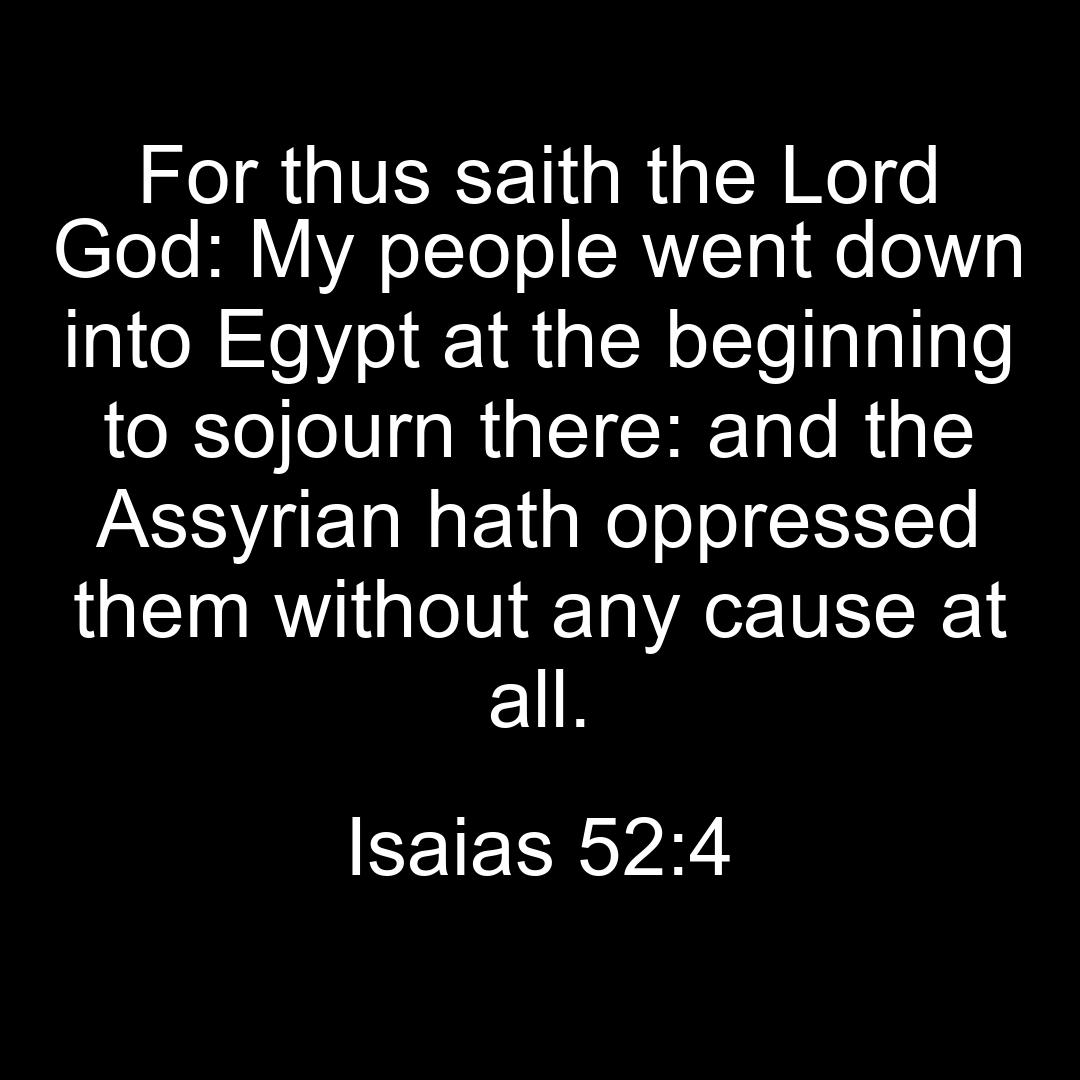 For thus saith the Lord
God: My people went down
into Egypt at the beginning
to sojourn there: and the
Assyrian hath oppressed
them without any cause at
all.
Isaias 52:4